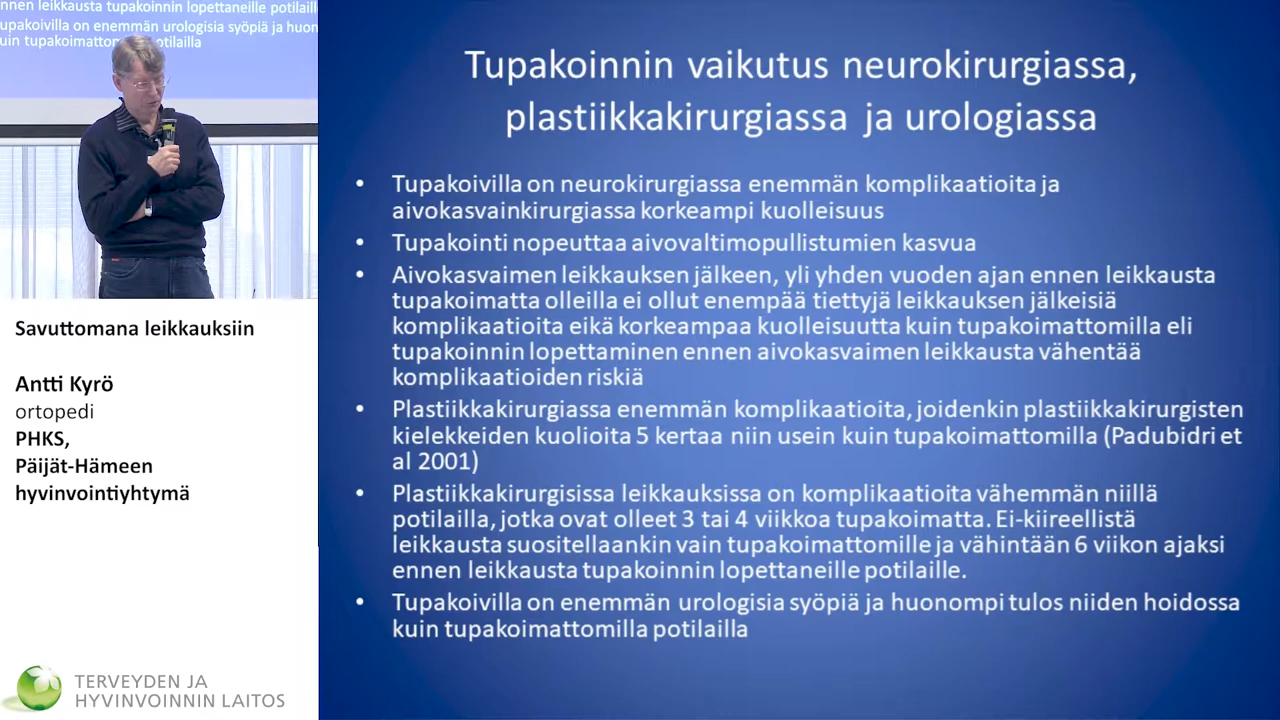 nnen leikkausta tupakoinnin lopettaneille potilaill
upakoivilla on enemmän urologisia syöpiä ja huon
uin tupakoimattom otilailla
Savuttomana leikkauksiin
Antti Kyrö
ortopedi
PHKS,
Päijät-Hämeen
hyvinvointiyhtymä
TERVEYDEN JA
HYVINVOINNIN LAITOS
Tupakoinnin vaikutus neurokirurgiassa,
plastiikkakirurgiassa ja urologiassa
• Tupakoivilla on neurokirurgiassa enemmän komplikaatioita ja
aivokasvainkirurgiassa korkeampi kuolleisuus
• Tupakointi nopeuttaa aivovaltimopullistumien kasvua
• Aivokasvaimen leikkauksen jälkeen, yli yhden vuoden ajan ennen leikkausta
tupakoimatta olleilla ei ollut enempää tiettyjä leikkauksen jälkeisiä
komplikaatioita eikä korkeampaa kuolleisuutta kuin tupakoimattomilla eli
tupakoinnin lopettaminen ennen aivokasvaimen leikkausta vähentää
komplikaatioiden riskiä
• Plastiikkakirurgiassa enemmän komplikaatioita, joidenkin plastiikkakirurgisten
kielekkeiden kuolioita 5 kertaa niin usein kuin tupakoimattomilla (Padubidri et
al 2001)
• Plastiikkakirurgisissa leikkauksissa on komplikaatioita vähemmän niillä
potilailla, jotka ovat olleet 3 tai 4 viikkoa tupakoimatta. Ei-kiireellistä
leikkausta suositellaankin vain tupakoimattomille ja vähintään 6 viikon ajaksi
ennen leikkausta tupakoinnin lopettaneille potilaille.
• Tupakoivilla on enemmän urologisia syöpiä ja huonompi tulos niiden hoidossa
kuin tupakoimattomilla potilailla